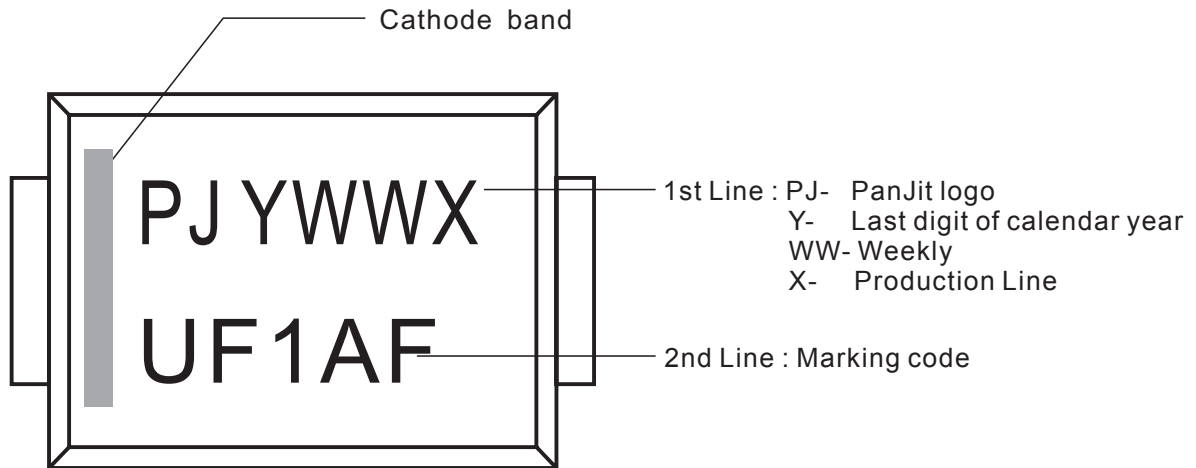 Cathode band
PJ YWWX
1st Line : PJ- PanJit logo
Y- Last digit of calendar year
WW- Weekly
X- Production Line
UF1AF
2nd Line : Marking code